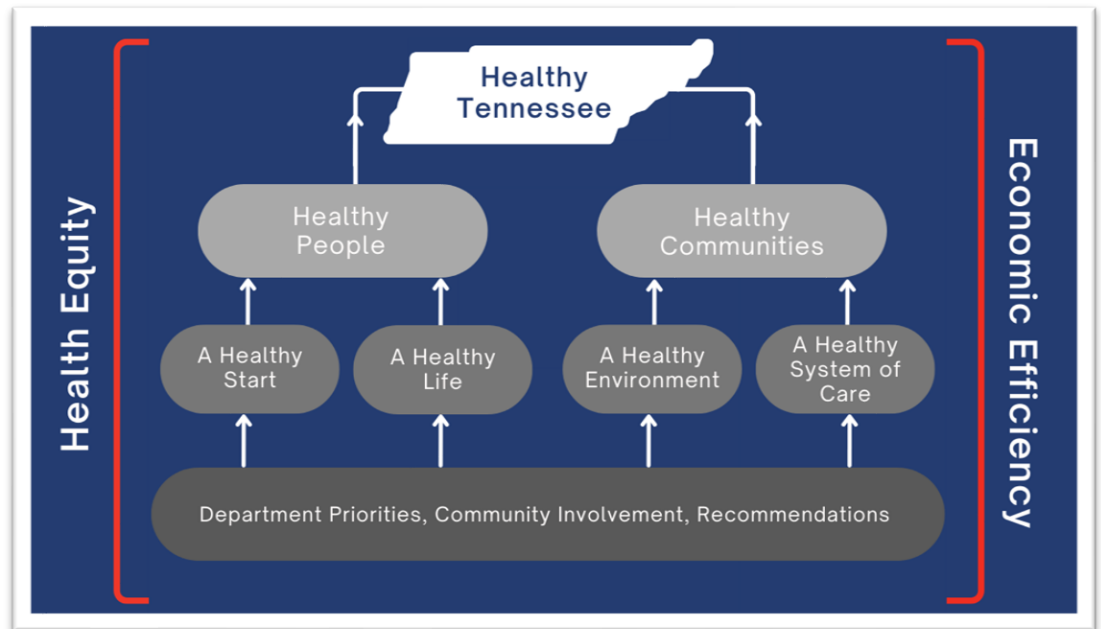 Healthy
Tennessee
Healthy
People
Healthy
Communities
A Healthy
Start
A Healthy
Life
A Healthy
Environment
A Healthy
System of
Care
Department Priorities, Community Involvement, Recommendations
Health Equity
Economic Efficiency